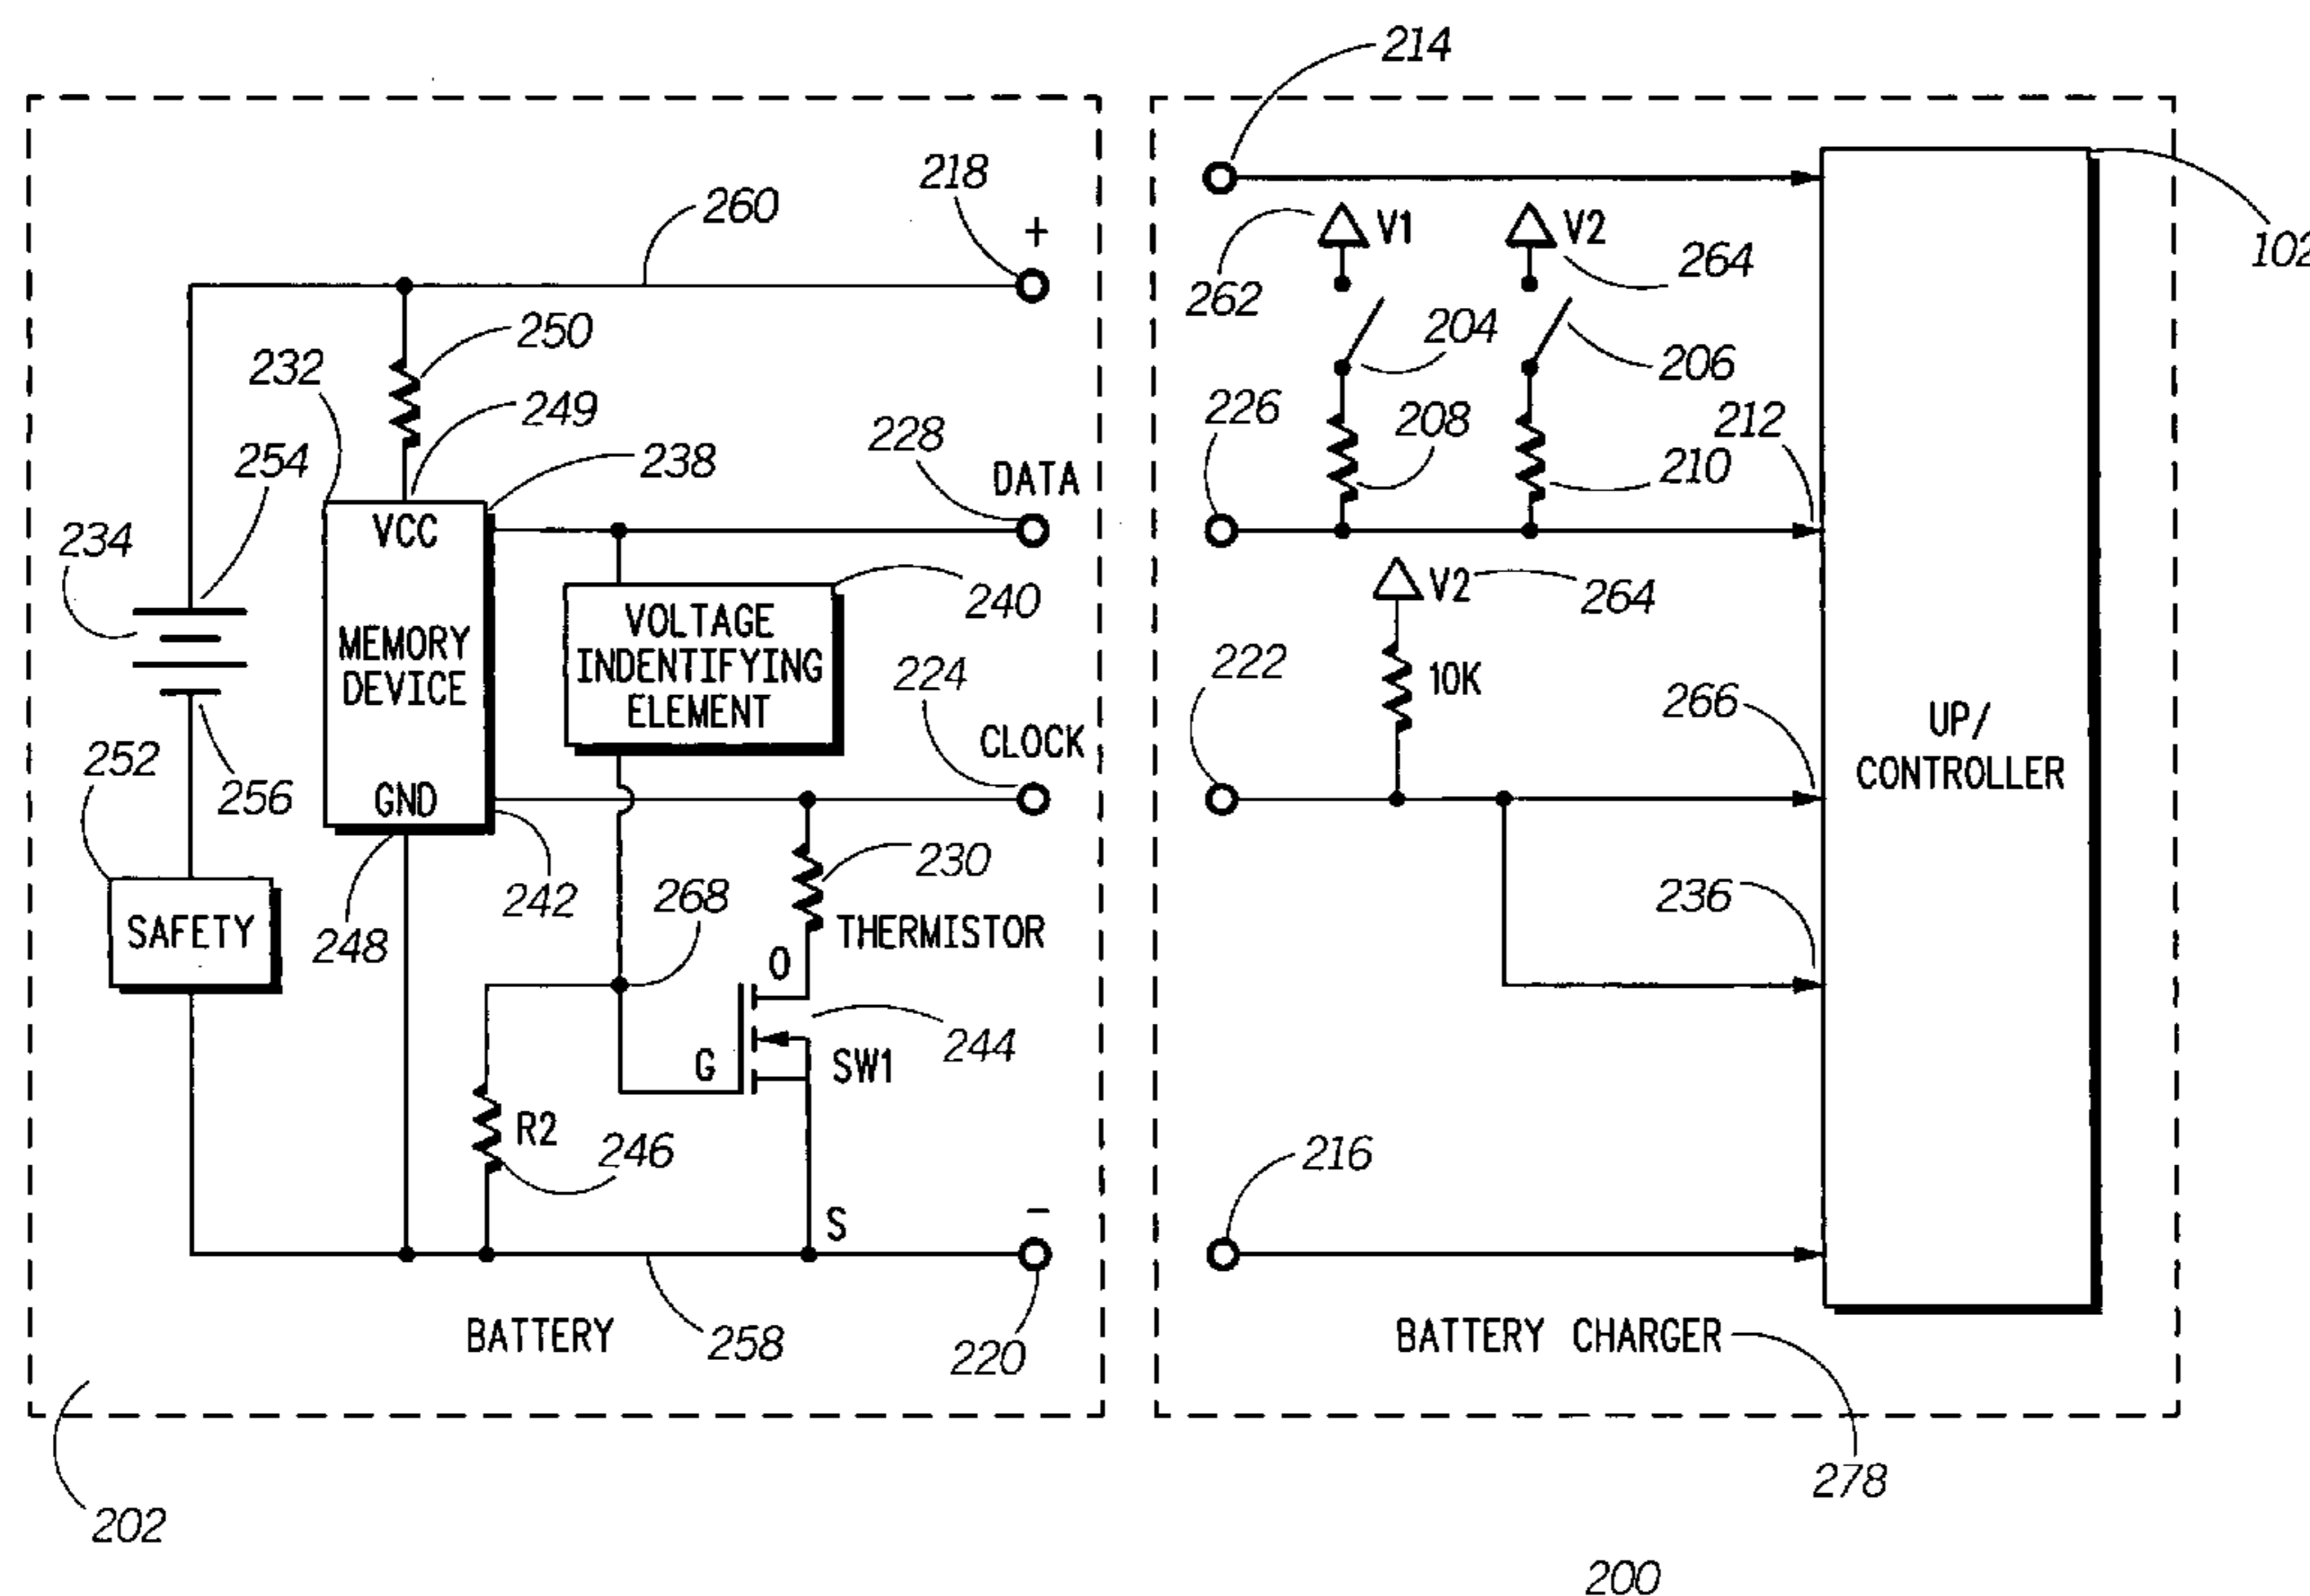 214
218
260
+
V1
V2
264
102
262
250
232
249
204
206
226
212
254
238
228
208
210
DATA
VCC
234
240
V2
264
VOLTAGE
INDENTIFYING
ELEMENT
MEMORY
DEVICE
224
222
10K
266
UP/
CONTROLLER
252
256
CLOCK
GND
230
236
242
268
SAFETY
248
THERMISTOR
O
244
G
SW1
R2
246
216
S
-
BATTERY
258
220
BATTERY CHARGER
278
202
200